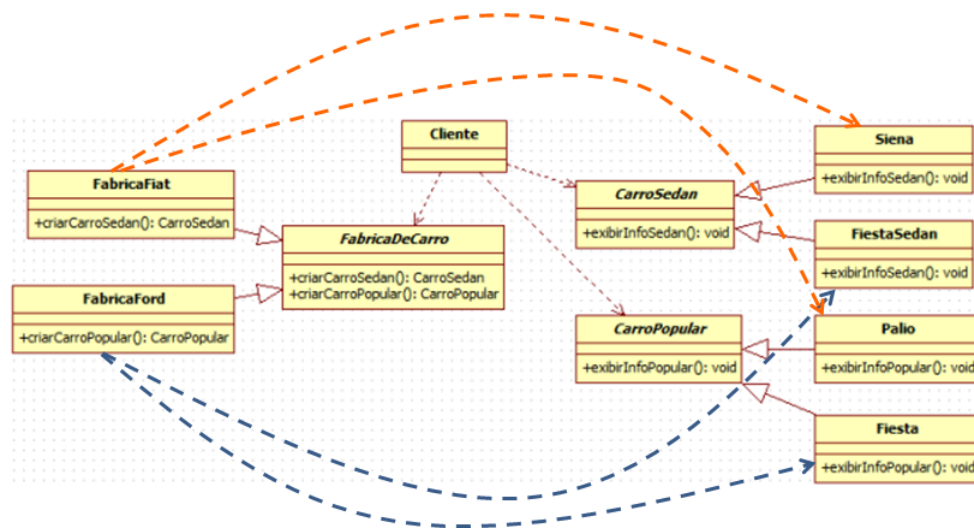 Cliente
FabricaFiat
+criarCarroSedan(): CarroSedan
FabricaDeCarro
+criarCarroSedan(): CarroSedan
+criarCarroPopular(): CarroPopular
FabricaFord
+criarCarroPopular(): CarroPopular
CarroSedan
+exibirInfoSedan(): void
CarroPopular
+exibirInfoPopular(): void
Siena
+exibirInfoSedan(): void
FiestaSedan
+exibirInfoSedan(): void
Palio
+exibirInfoPopular(): void
Fiesta
+exibirInfoPopular(): void